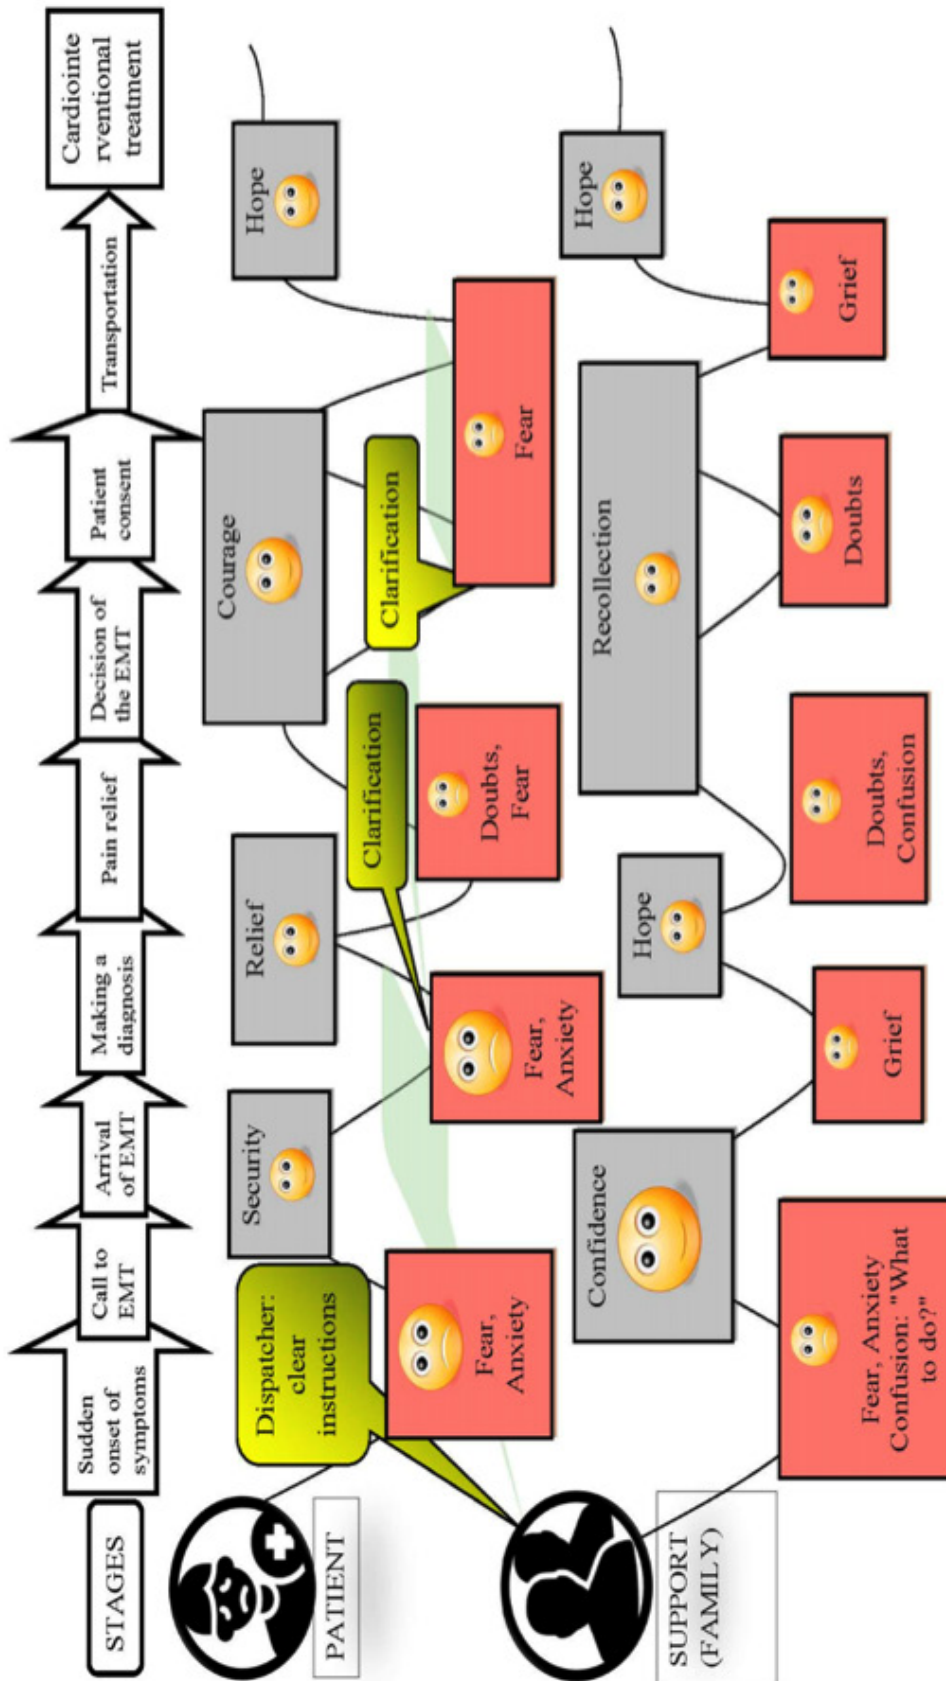 STAGES
Sudden
onset of
symptoms
Call to
EMT
Arrival
of EMT
Making a
diagnosis
Pain relief
Decision of
the EMT
Patient
consent
Transportation
Cardiointe
rventional
treatment
PATIENT
Dispatcher:
clear
instructions
Fear,
Anxiety
Security
Fear,
Anxiety
Relief
Clarification
Doubts,
Fear
Courage
Clarification
Fear
Hope
SUPPORT
(FAMILY)
Fear, Anxiety
Confusion: "What
to do?"
Confidence
Grief
Hope
Doubts,
Confusion
Recollection
Doubts
Grief
Hope